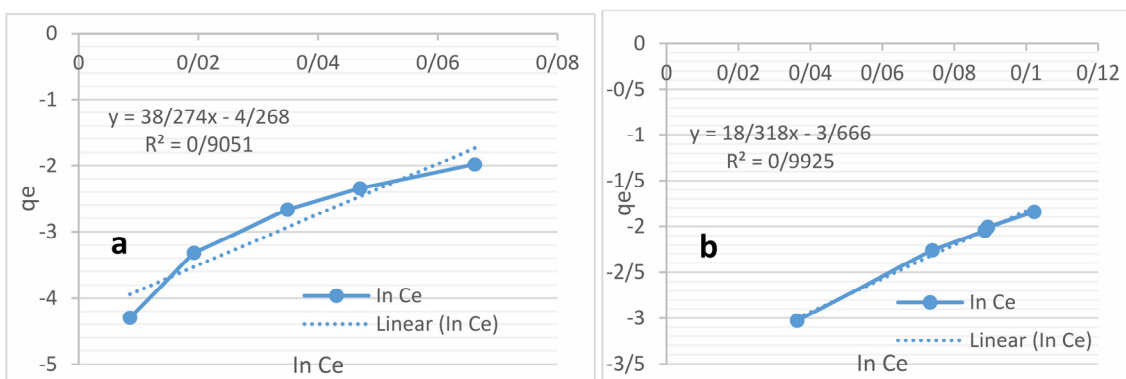 0
0 0/02 0/04 0/06 0/08
-1
y = 38/274x - 4/268
R² = 0/9051
-2
qe
-3
a
-4
In Ce
Linear (In Ce)
-5
In Ce
0
0 0/02 0/04 0/06 0/08 0/1 0/12
-0/5
-1
y = 18/318x - 3/666
R² = 0/9925
-1/5
qe
-2
b
-2/5
In Ce
-3
Linear (In Ce)
-3/5
In Ce